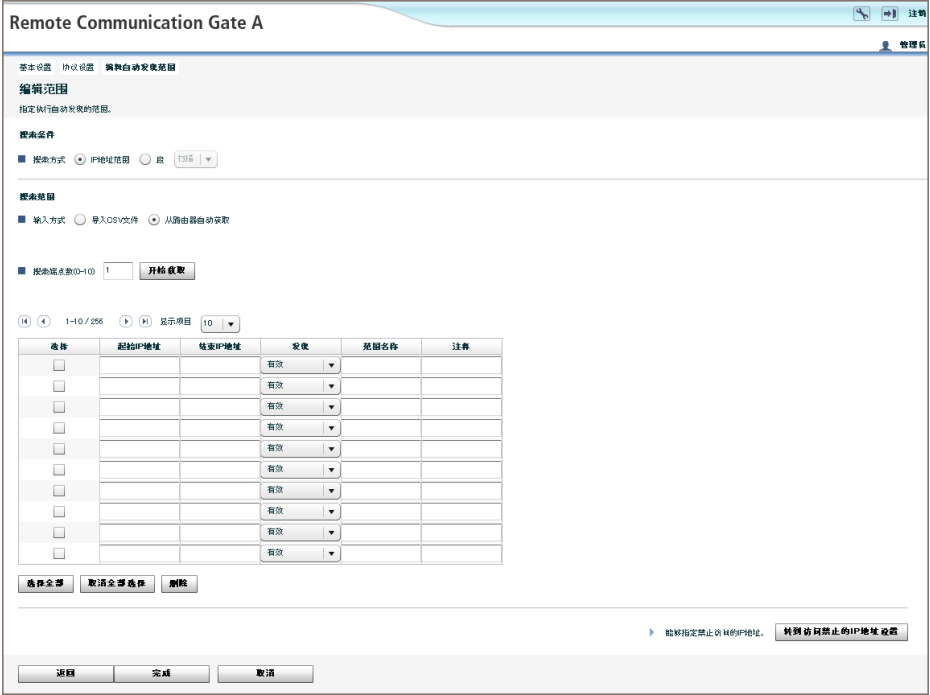 Remote Communication Gate A
注销
管理员
基本设置 协议设置 编辑自动发现范围
编辑范围
指定执行自动发现的范围。
搜索条件
搜索方式 IP地址范围 段 扫描
搜索范围
输入方式 导入CSV文件 从路由器自动获取
搜索端点数(0-10) 1 开始获取
1-10 / 256 显示项目 10
选择 起始IP地址 结束IP地址 发现 范围名称 注释
有效
有效
有效
有效
有效
有效
有效
有效
有效
有效
选择全部 取消全部选择 删除
能够指定禁止访问的IP地址。 转到访问禁止的IP地址设置
返回 完成 取消